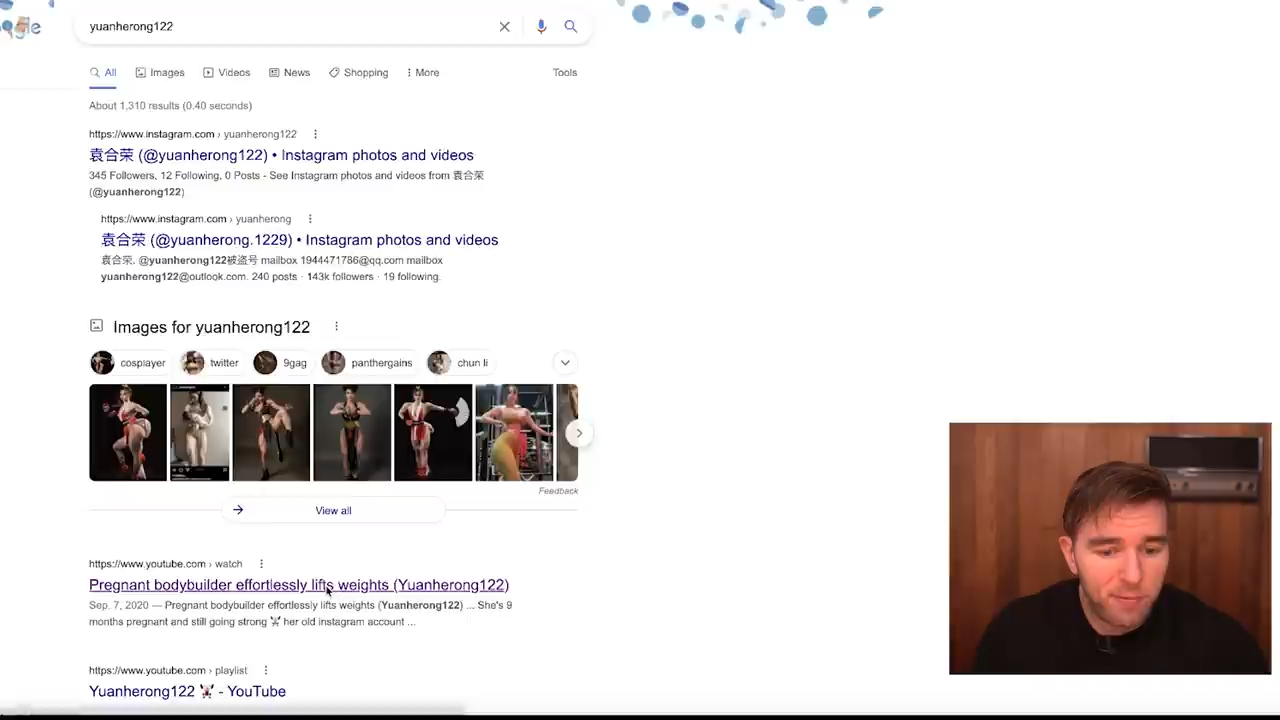 yuanherong122
All Images Videos News Shopping More Tools
About 1,310 results (0.40 seconds)
https://www.instagram.com › yuanherong122
袁合荣 (@yuanherong122) • Instagram photos and videos
345 Followers, 12 Following, 0 Posts - See Instagram photos and videos from 袁合荣
(@yuanherong122)
https://www.instagram.com › yuanherong
袁合荣 (@yuanherong.1229) • Instagram photos and videos
袁合荣. @yuanherong122被盗号 mailbox 1944471786@qq.com mailbox
yuanherong122@outlook.com. 240 posts · 143k followers · 19 following.
Images for yuanherong122
cosplayer twitter 9gag panthergains chun li
Feedback
View all
https://www.youtube.com › watch
Pregnant bodybuilder effortlessly lifts weights (Yuanherong122)
Sep. 7, 2020 — Pregnant bodybuilder effortlessly lifts weights (Yuanherong122) ... She's 9
months pregnant and still going strong 🏋 her old instagram account ...
https://www.youtube.com › playlist
Yuanherong122 🏋 - YouTube